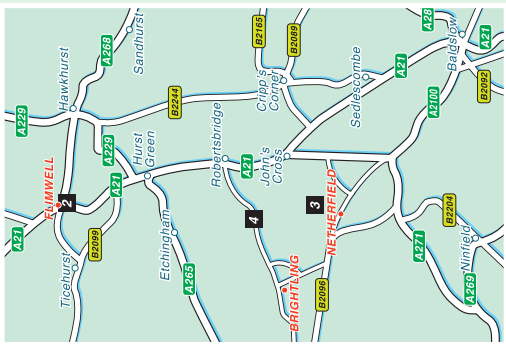 A21
A229
Hawkhurst
A268
Sandhurst
B2165
B2089
A28
Baldslow
A21
B2092
A21
Cripp's
Corner
Sedlescombe
B2244
A2100
A229
Hurst
Green
Robertsbridge
A21
John's
Cross
FLIMWELL
2
A21
B2099
Ticehurst
Etchingham
A265
4
3
NETHERFIELD
BRIGHTLING
B2096
A271
B2204
Ninfield
A269